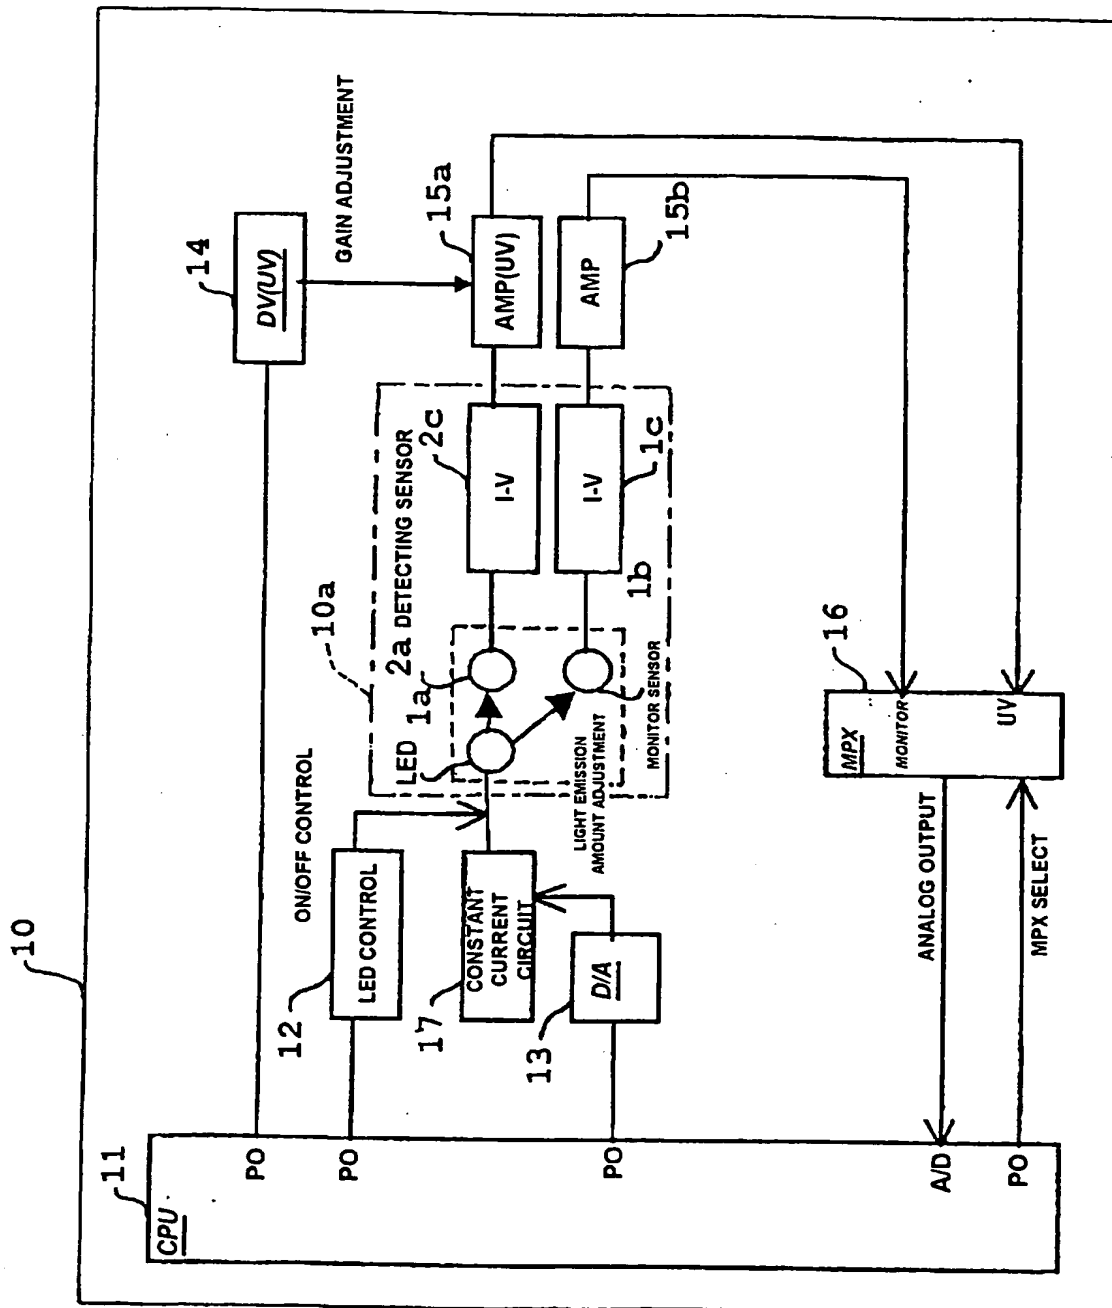 10
11
CPU
PO
PO
PO
A/D
PO
12
LED CONTROL
ON/OFF CONTROL
17
CONSTANT
CURRENT
CIRCUIT
13
D/A
LIGHT EMISSION
AMOUNT ADJUSTMENT
10a
LED
1a
2a DETECTING SENSOR
2c
I-V
1b
MONITOR SENSOR
I-V
1c
14
DV(UV)
GAIN ADJUSTMENT
15a
AMP(UV)
AMP
15b
16
MPX
MONITOR
UV
ANALOG OUTPUT
MPX SELECT